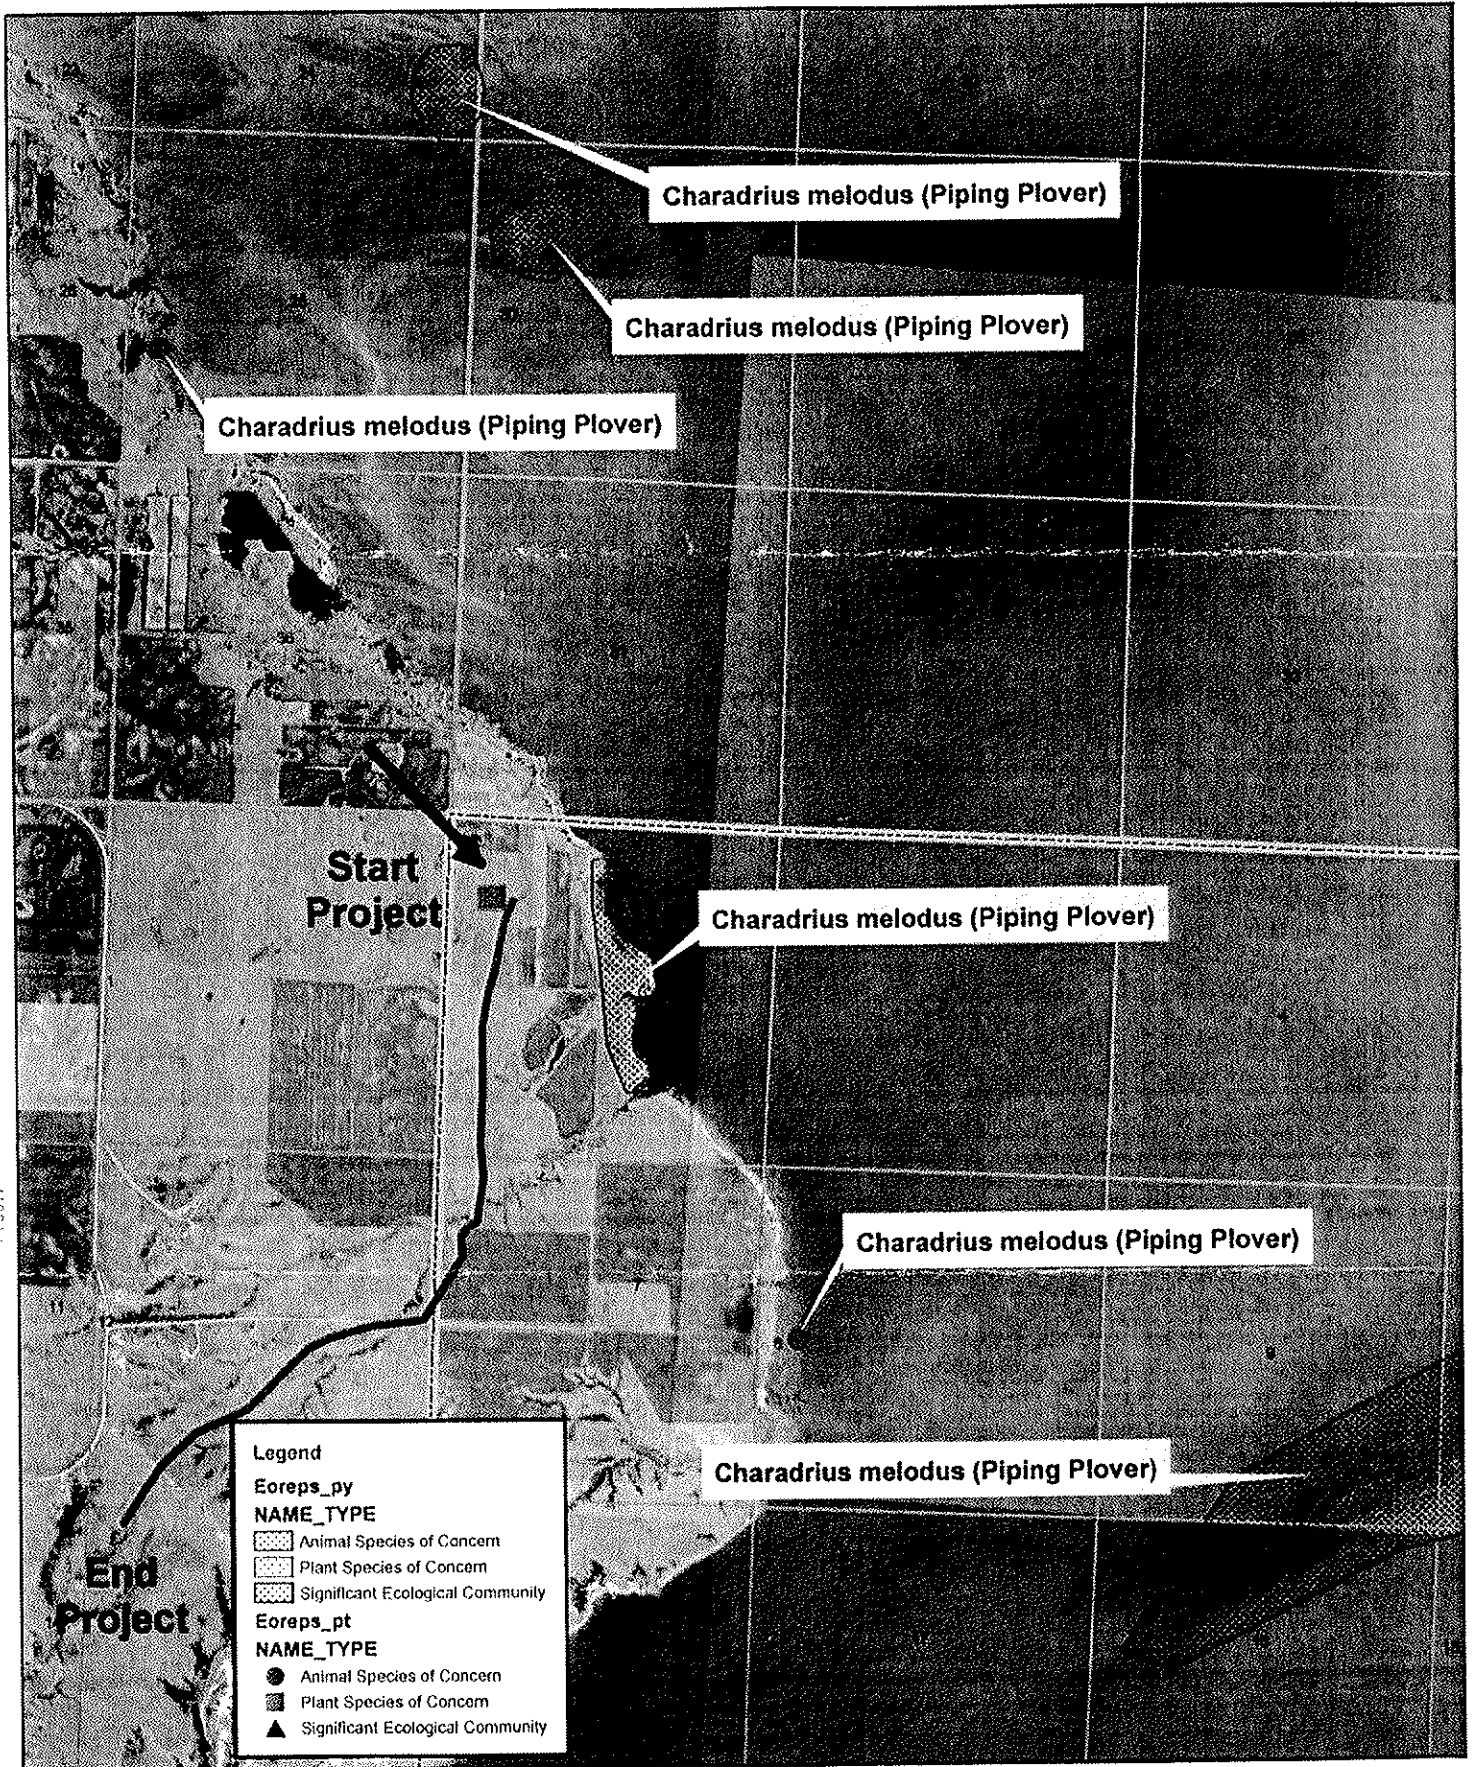 Charadrius melodus (Piping Plover)
Charadrius melodus (Piping Plover)
Charadrius melodus (Piping Plover)
Start
Project
Charadrius melodus (Piping Plover)
Charadrius melodus (Piping Plover)
11
Charadrius melodus (Piping Plover)
End
Project
Legend
Eoreps_py
NAME_TYPE
Animal Species of Concern
Plant Species of Concern
Significant Ecological Community
Eoreps_pt
NAME_TYPE
Animal Species of Concern
Plant Species of Concern
Significant Ecological Community